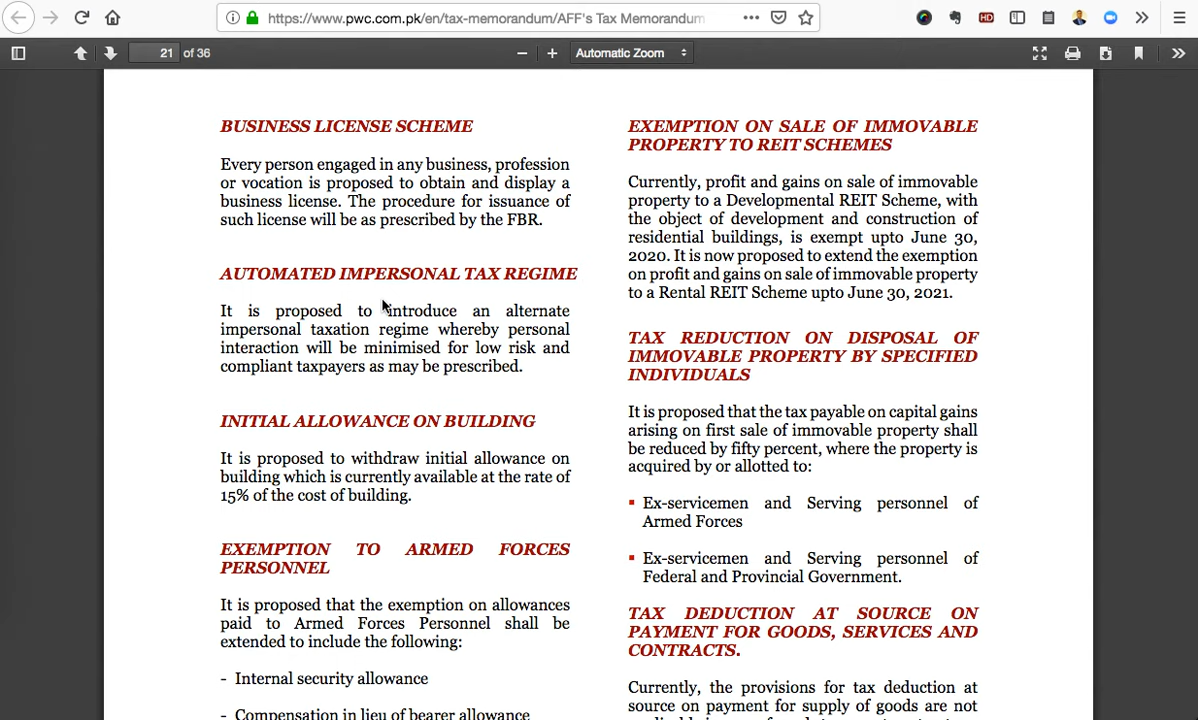 https://www.pwc.com.pk/en/tax-memorandum/AFF's Tax Memorandum
HD
21 of 36
Automatic Zoom
BUSINESS LICENSE SCHEME
Every person engaged in any business, profession
or vocation is proposed to obtain and display a
business license. The procedure for issuance of
such license will be as prescribed by the FBR.
AUTOMATED IMPERSONAL TAX REGIME
It is proposed to introduce an alternate
impersonal taxation regime whereby personal
interaction will be minimised for low risk and
compliant taxpayers as may be prescribed.
INITIAL ALLOWANCE ON BUILDING
It is proposed to withdraw initial allowance on
building which is currently available at the rate of
15% of the cost of building.
EXEMPTION TO ARMED FORCES
PERSONNEL
It is proposed that the exemption on allowances
paid to Armed Forces Personnel shall be
extended to include the following:
- Internal security allowance
- Compensation in lieu of bearer allowance
EXEMPTION ON SALE OF IMMOVABLE
PROPERTY TO REIT SCHEMES
Currently, profit and gains on sale of immovable
property to a Developmental REIT Scheme, with
the object of development and construction of
residential buildings, is exempt upto June 30,
2020. It is now proposed to extend the exemption
on profit and gains on sale of immovable property
to a Rental REIT Scheme upto June 30, 2021.
TAX REDUCTION ON DISPOSAL OF
IMMOVABLE PROPERTY BY SPECIFIED
INDIVIDUALS
It is proposed that the tax payable on capital gains
arising on first sale of immovable property shall
be reduced by fifty percent, where the property is
acquired by or allotted to:
▪ Ex-servicemen and Serving personnel of
Armed Forces
▪ Ex-servicemen and Serving personnel of
Federal and Provincial Government.
TAX DEDUCTION AT SOURCE ON
PAYMENT FOR GOODS, SERVICES AND
CONTRACTS.
Currently, the provisions for tax deduction at
source on payment for supply of goods are not